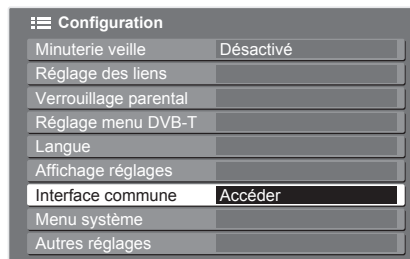 Configuration
Minuterie veille Désactivé
Réglage des liens
Verrouillage parental
Réglage menu DVB-T
Langue
Affichage réglages
Interface commune Accéder
Menu système
Autres réglages